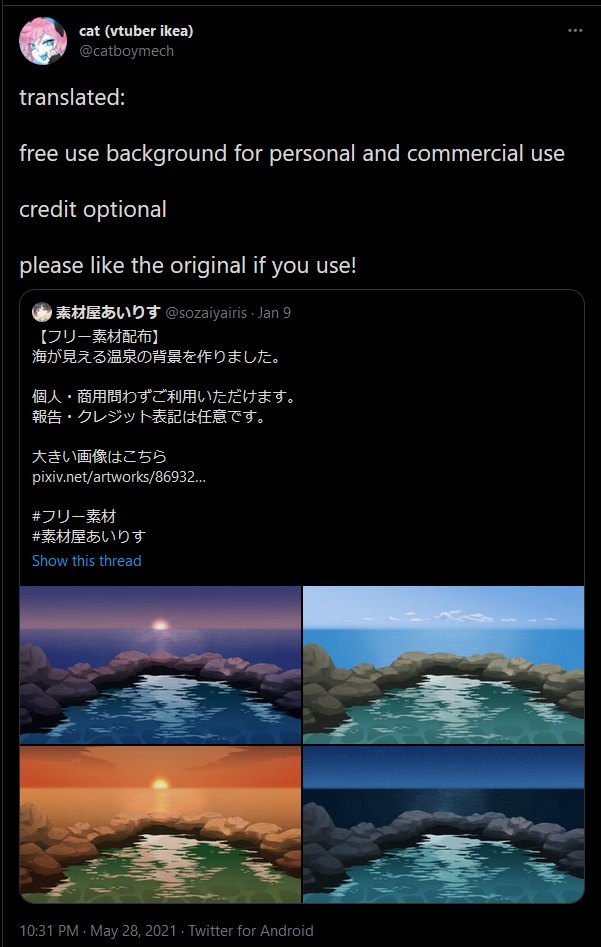 cat (vtuber ikea)
@catboymech
translated:
free use background for personal and commercial use
credit optional
please like the original if you use!
素材屋あいりす @sozaiyairis · Jan 9
【フリー素材配布】
海が見える温泉の背景を作りました。
個人・商用問わずご利用いただけます。
報告・クレジット表記は任意です。
大きい画像はこちら
pixiv.net/artworks/86932…
#フリー素材
#素材屋あいりす
Show this thread
10:31 PM · May 28, 2021 · Twitter for Android